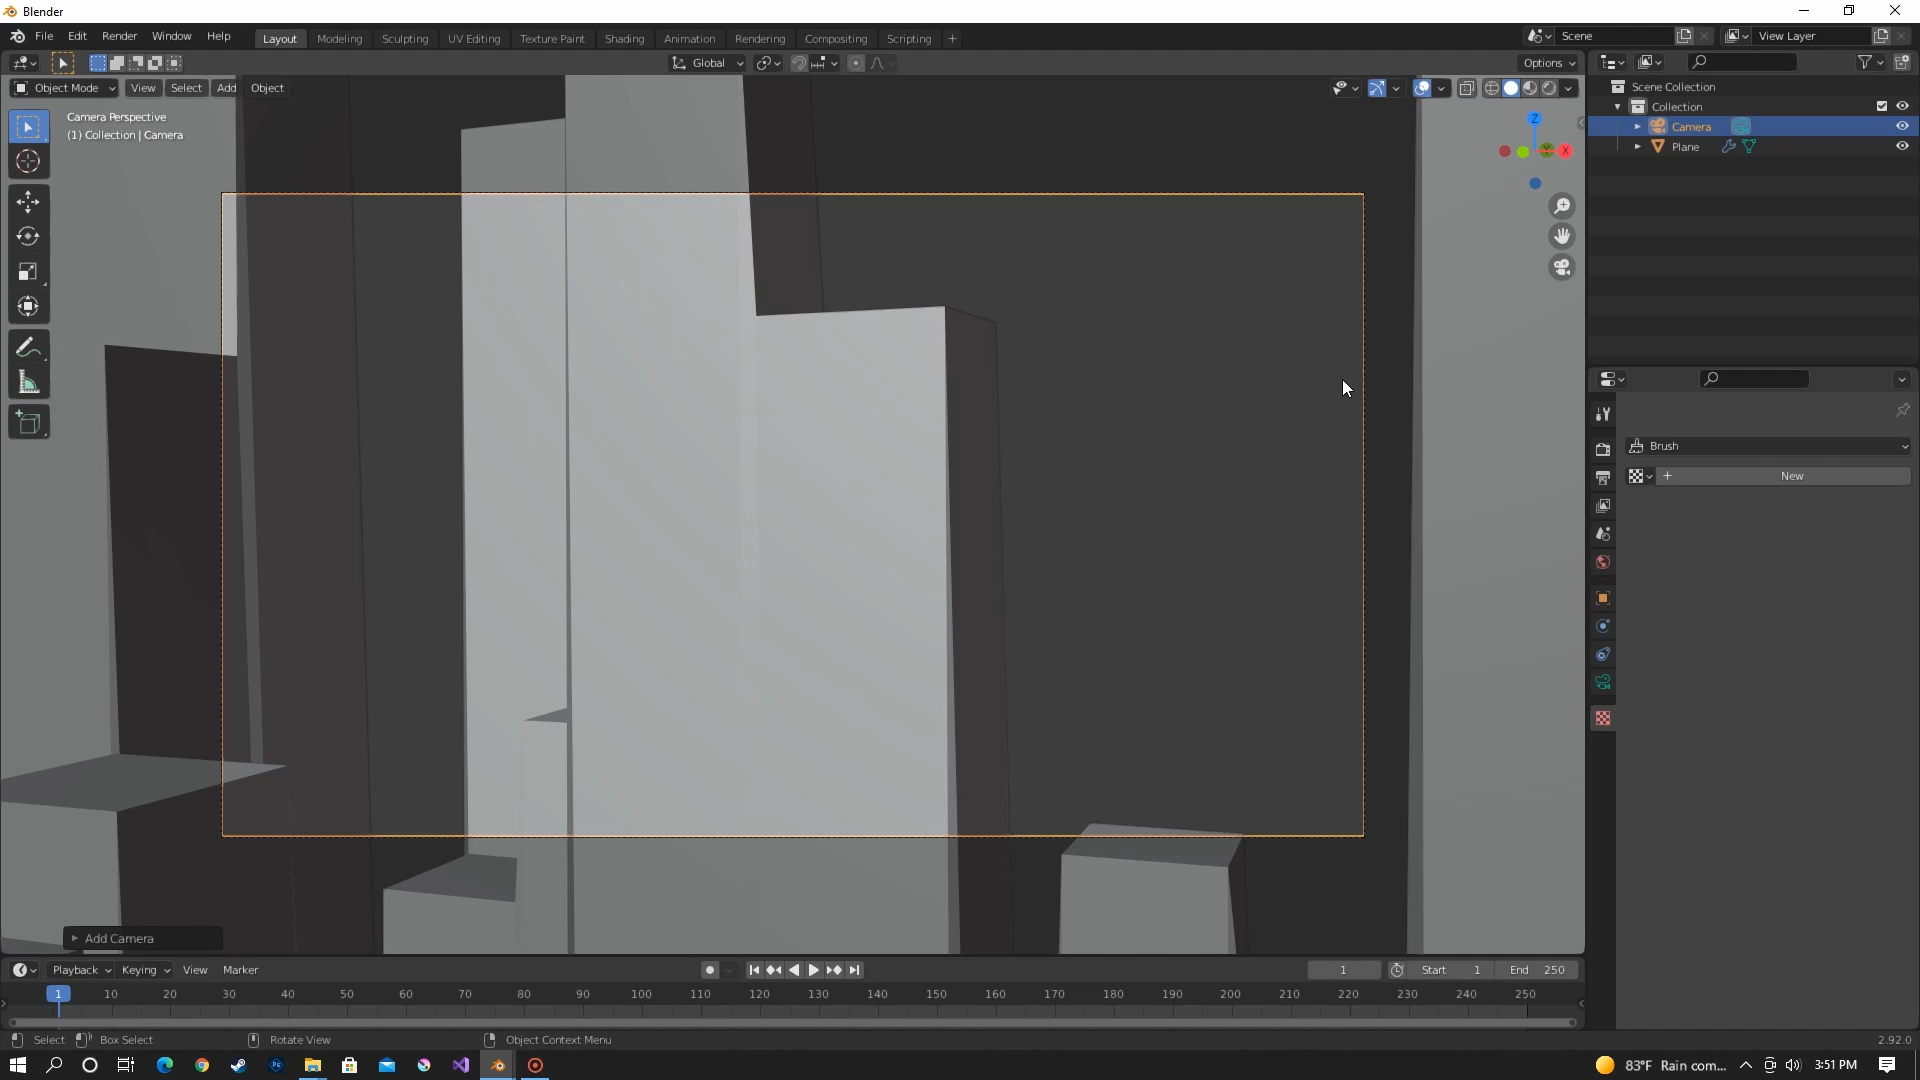 Blender
File Edit Render Window Help
Layout Modeling Sculpting UV Editing Texture Paint Shading Animation Rendering Compositing Scripting +
Scene
View Layer
Global
Options
Object Mode View Select Add Object
Camera Perspective
(1) Collection | Camera
Z
Y
X
Scene Collection
Collection
Camera
Plane
Brush
+ New
Add Camera
Playback Keying View Marker
1 Start 1 End 250
1 10 20 30 40 50 60 70 80 90 100 110 120 130 140 150 160 170 180 190 200 210 220 230 240 250
Select Box Select Rotate View Object Context Menu 2.92.0
Ps
83°F Rain com... 3:51 PM